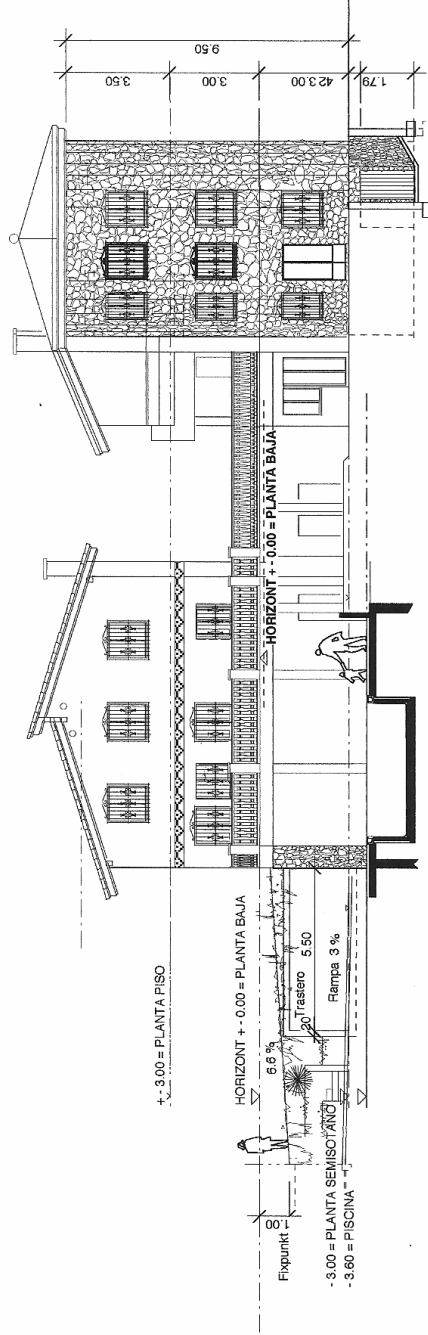 + - 3.00 = PLANTA PISO
HORIZONT + - 0.00 = PLANTA BAJA
HORIZONT + - 0.00 = PLANTA BAJA
6.6 %
Trastero 5.50
20
Rampa 3 %
1.00
Fixpunkt
- 3.00 = PLANTA SEMISOTANO
- 3.60 = PISCINA
9.50
3.50
3.00
423.00
1.79